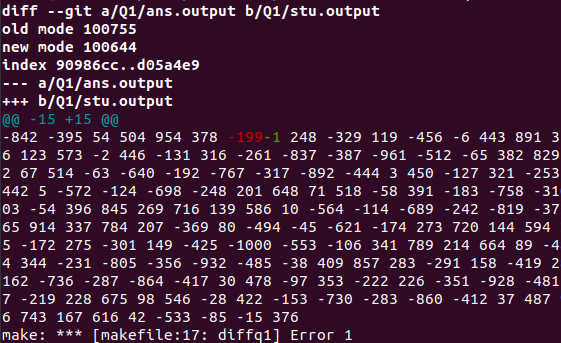 diff --git a/Q1/ans.output b/Q1/stu.output
old mode 100755
new mode 100644
index 90986cc..d05a4e9
--- a/Q1/ans.output
+++ b/Q1/stu.output
@@ -15 +15 @@
-842 -395 54 504 954 378 -199-1 248 -329 119 -456 -6 443 891 3
6 123 573 -2 446 -131 316 -261 -837 -387 -961 -512 -65 382 829
2 67 514 -63 -640 -192 -767 -317 -892 -444 3 450 -127 321 -253
442 5 -572 -124 -698 -248 201 648 71 518 -58 391 -183 -758 -31
03 -54 396 845 269 716 139 586 10 -564 -114 -689 -242 -819 -37
65 914 337 784 207 -369 80 -494 -45 -621 -174 273 720 144 594
5 -172 275 -301 149 -425 -1000 -553 -106 341 789 214 664 89 -4
4 344 -231 -805 -356 -932 -485 -38 409 857 283 -291 158 -419 2
162 -736 -287 -864 -417 30 478 -97 353 -222 226 -351 -928 -481
7 -219 228 675 98 546 -28 422 -153 -730 -283 -860 -412 37 487
6 743 167 616 42 -533 -85 -15 376
make: *** [makefile:17: diffq1] Error 1